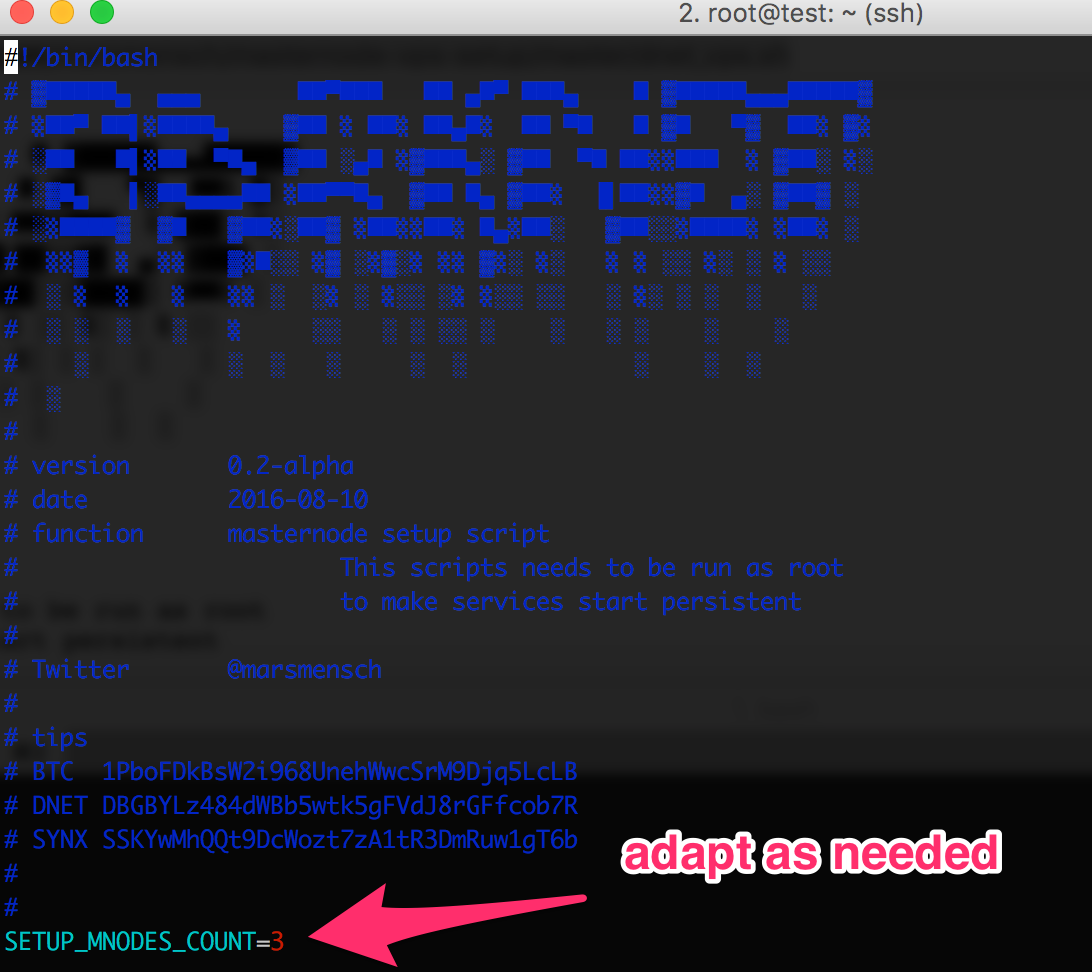 2. root@test: ~ (ssh)
#!/bin/bash
#
#
#
#
#
#
#
#
#
#
#
# version 0.2-alpha
# date 2016-08-10
# function masternode setup script
# This scripts needs to be run as root
# to make services start persistent
#
# Twitter @marsmensch
#
# tips
# BTC 1PboFDkBsW2i968UnehWwcSrM9Djq5LcLB
# DNET DBGBYLz484dWBb5wtk5gFVdJ8rGFfcob7R
# SYNX SSKYwMhQQt9DcWozt7zA1tR3DmRuw1gT6b
#
#
SETUP_MNODES_COUNT=3
adapt as needed